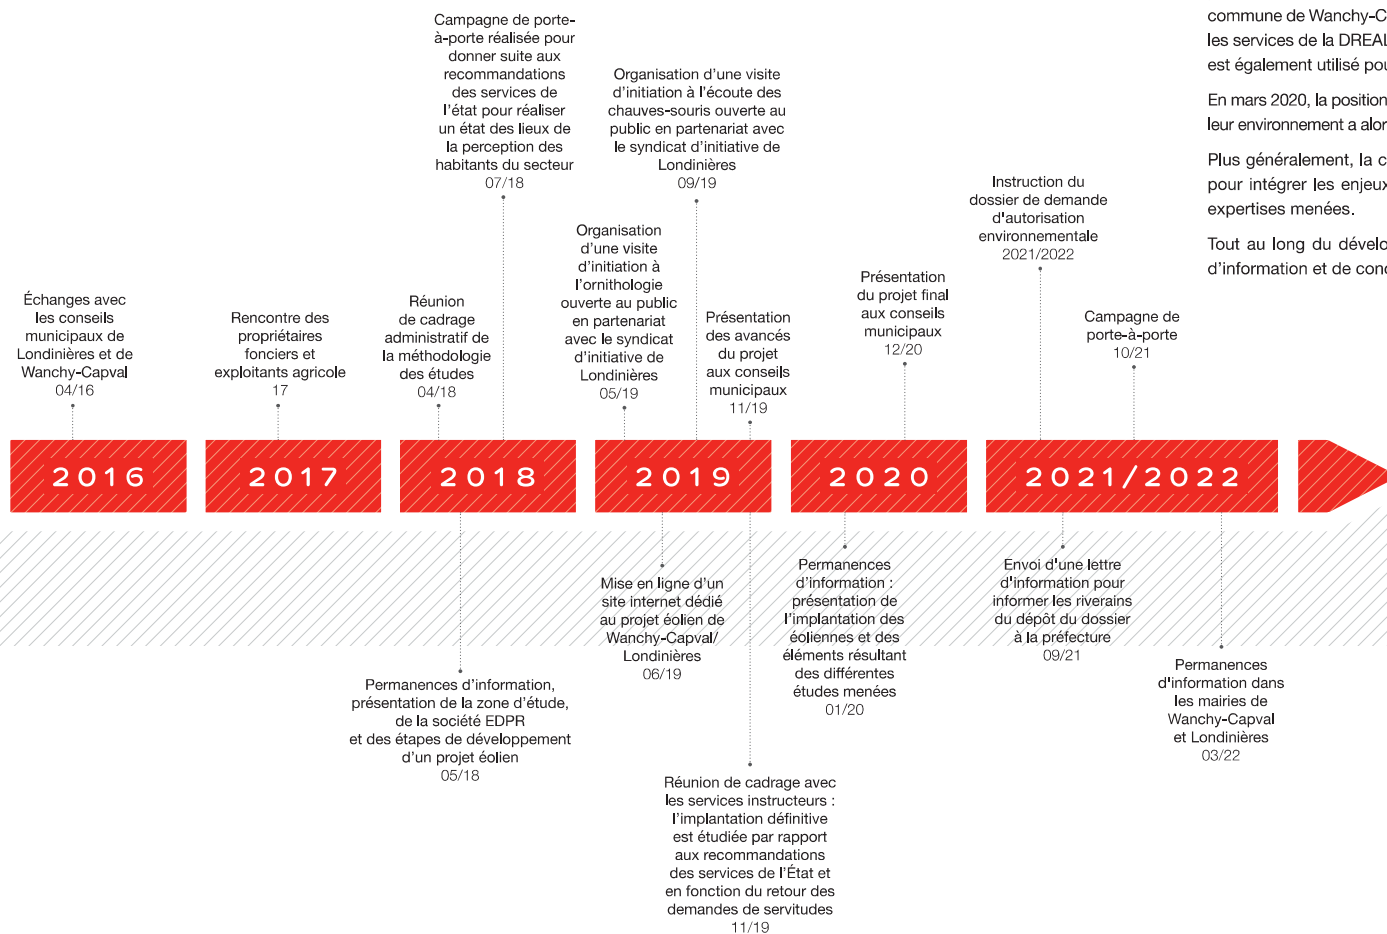 Campagne de porte-
à-porte réalisée pour
donner suite aux
recommandations
des services de
l'état pour réaliser
un état des lieux de
la perception des
habitants du secteur
07/18
Organisation d'une visite
d'initiation à l'écoute des
chauves-souris ouverte au
public en partenariat avec
le syndicat d'initiative de
Londinières
09/19
commune de Wanchy-C
les services de la DREAL
est également utilisé pou
En mars 2020, la position
leur environnement a alor
Plus généralement, la c
pour intégrer les enjeux
expertises menées.
Tout au long du dévelo
d'information et de conc
Échanges avec
les conseils
municipaux de
Londinières et de
Wanchy-Capval
04/16
Rencontre des
propriétaires
fonciers et
exploitants agricole
17
Réunion
de cadrage
administratif de
la méthodologie
des études
04/18
Organisation
d'une visite
d'initiation à
l'ornithologie
ouverte au public
en partenariat
avec le syndicat
d'initiative de
Londinières
05/19
Présentation
des avancés
du projet
aux conseils
municipaux
11/19
Présentation
du projet final
aux conseils
municipaux
12/20
Instruction du
dossier de demande
d'autorisation
environnementale
2021/2022
Campagne de
porte-à-porte
10/21
2016
2017
2018
2019
2020
2021/2022
Permanences d'information,
présentation de la zone d'étude,
de la société EDPR
et des étapes de développement
d'un projet éolien
05/18
Mise en ligne d'un
site internet dédié
au projet éolien de
Wanchy-Capval/
Londinières
06/19
Réunion de cadrage avec
les services instructeurs :
l'implantation définitive
est étudiée par rapport
aux recommandations
des services de l'État et
en fonction du retour des
demandes de servitudes
11/19
Permanences
d'information :
présentation de
l'implantation des
éoliennes et des
éléments résultant
des différentes
études menées
01/20
Envoi d'une lettre
d'information pour
informer les riverains
du dépôt du dossier
à la préfecture
09/21
Permanences
d'information dans
les mairies de
Wanchy-Capval
et Londinières
03/22